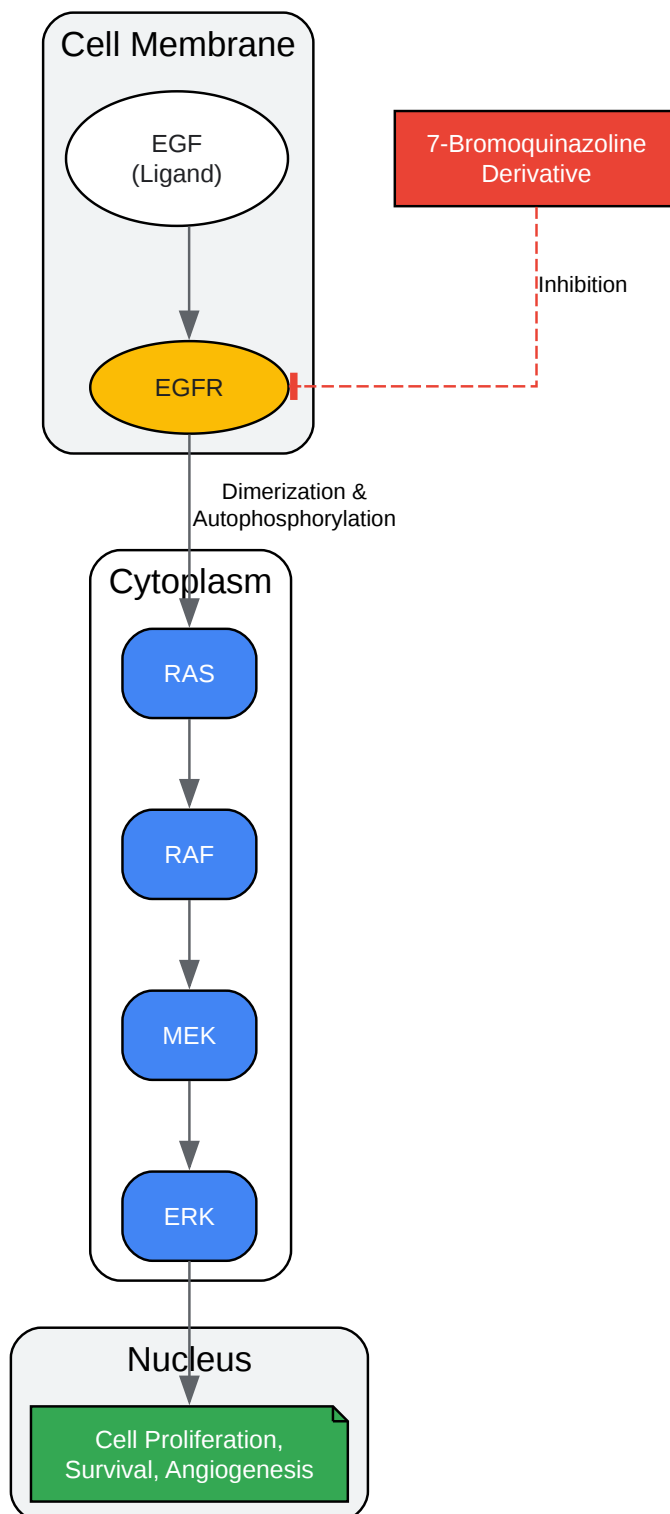 Cell Membrane
EGF
(Ligand)
7-Bromoquinazoline
Derivative
Inhibition
EGFR
Dimerization &
Autophosphorylation
Cytoplasm
RAS
RAF
MEK
ERK
Nucleus
Cell Proliferation,
Survival, Angiogenesis